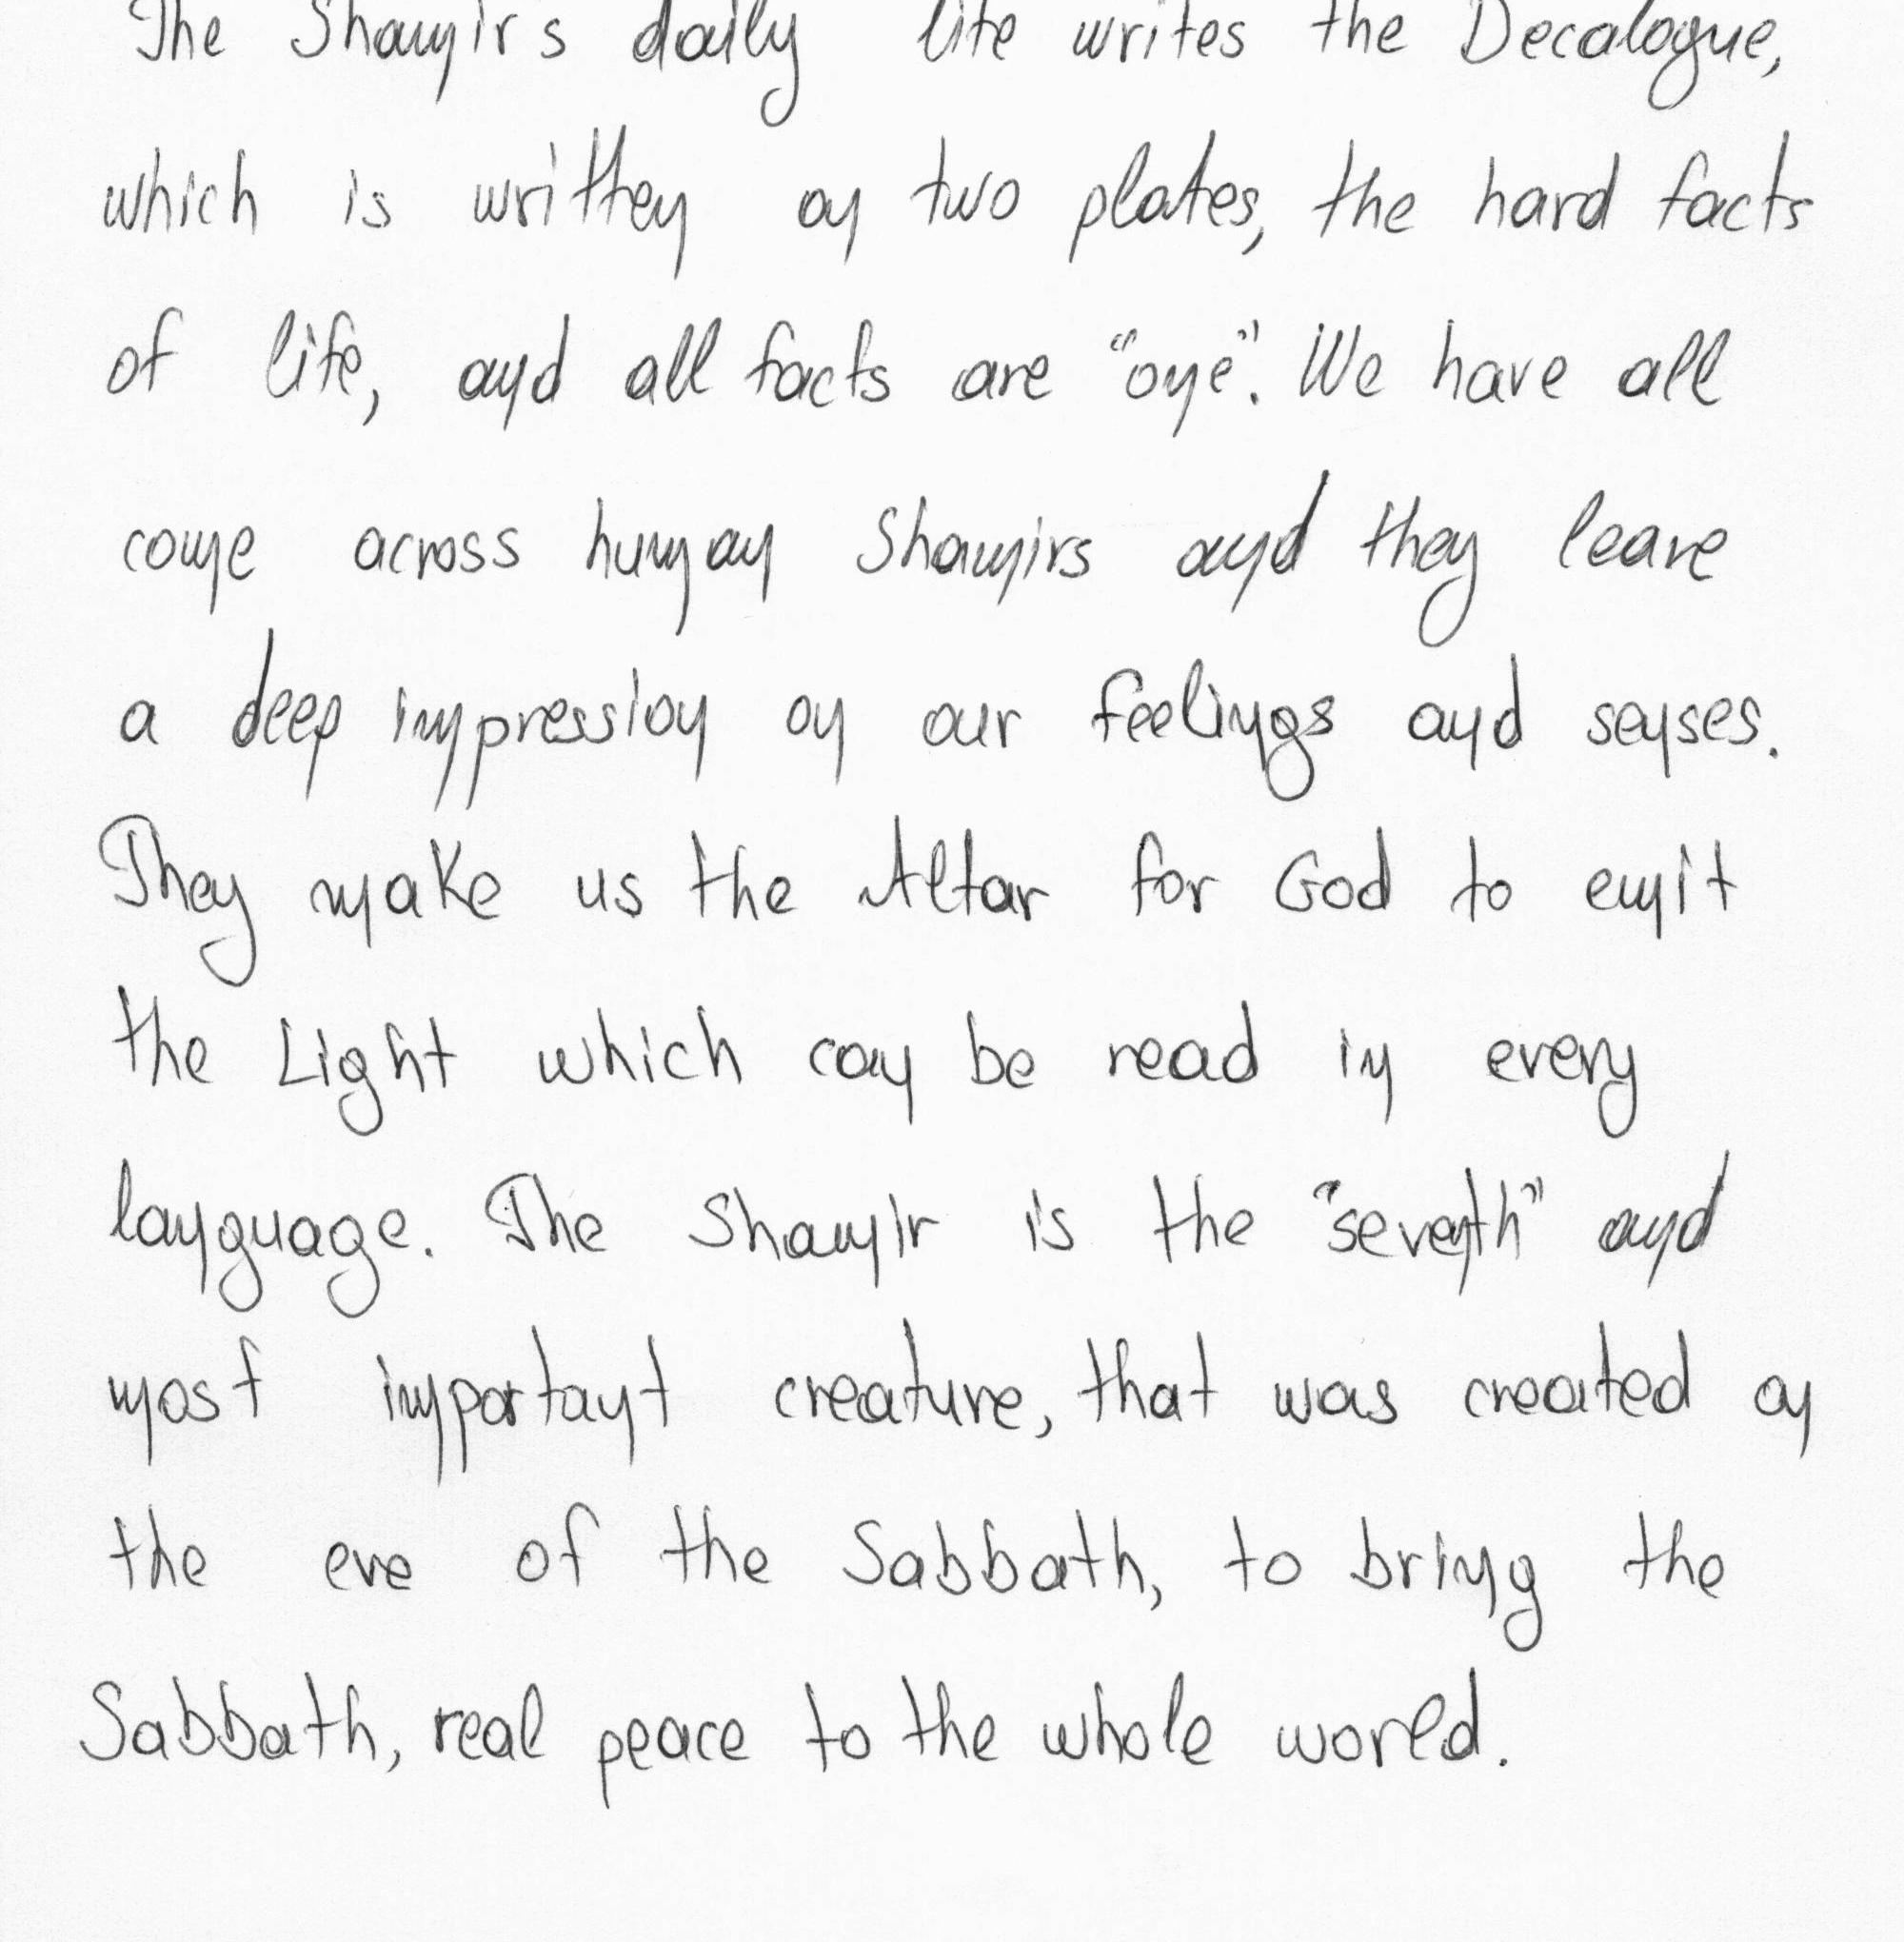 The Shamir's daily life writes the Decalogue,
which is written on two plates, the hard facts
of life, and all facts are "one". We have all
come across human Shamirs and they leave
a deep impression on our feelings and senses.
They make us the Altar for God to emit
the Light which can be read in every
language. The Shamir is the "seventh" and
most important creature, that was created on
the eve of the Sabbath, to bring the
Sabbath, real peace to the whole world.